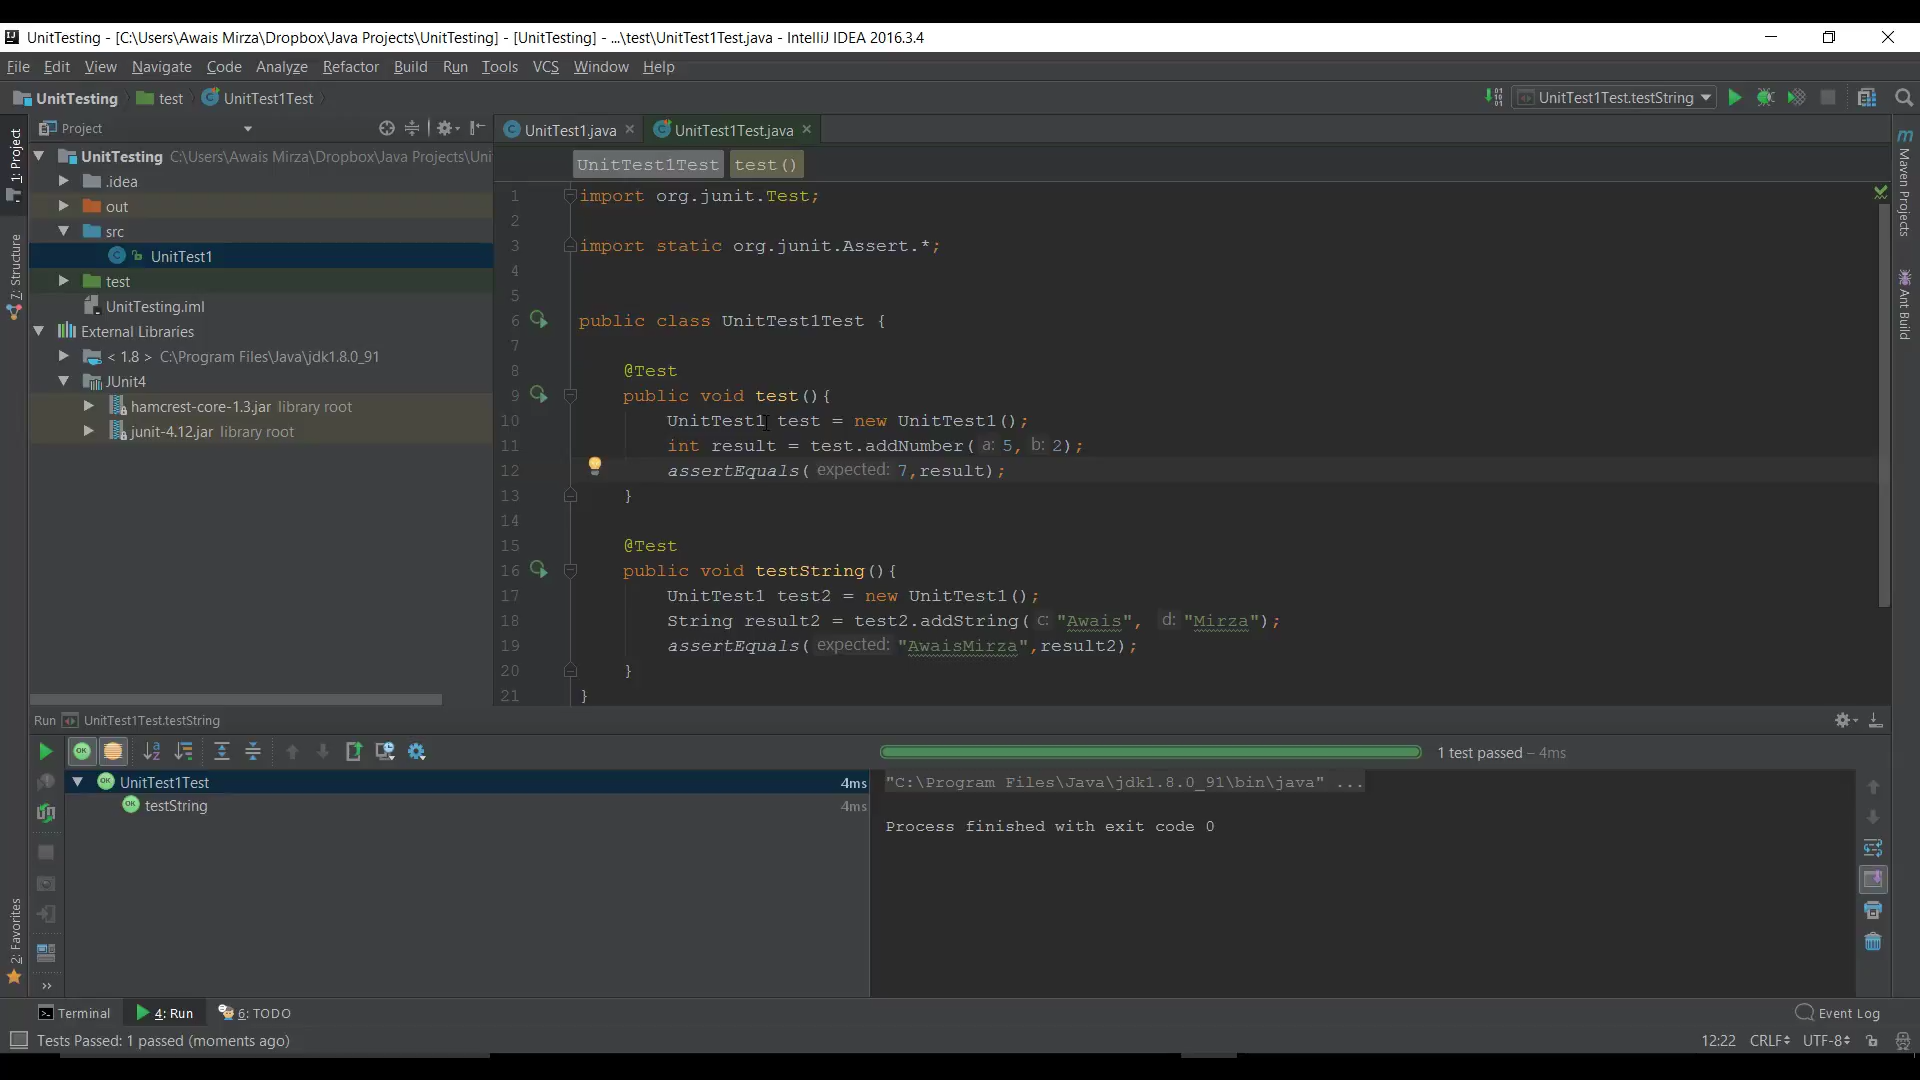 UnitTesting - [C:\Users\Awais Mirza\Dropbox\Java Projects\UnitTesting] - [UnitTesting] - ...\test\UnitTest1Test.java - IntelliJ IDEA 2016.3.4
File Edit View Navigate Code Analyze Refactor Build Run Tools VCS Window Help
UnitTesting test UnitTest1Test
UnitTest1Test.testString
Project
UnitTest1.java UnitTest1Test.java
1: Project
7: Structure
2: Favorites
Maven Projects
Ant Build
UnitTesting C:\Users\Awais Mirza\Dropbox\Java Projects\Uni
.idea
out
src
UnitTest1
test
UnitTesting.iml
External Libraries
< 1.8 > C:\Program Files\Java\jdk1.8.0_91
JUnit4
hamcrest-core-1.3.jar library root
junit-4.12.jar library root
UnitTest1Test test()
1 import org.junit.Test;
2
3 import static org.junit.Assert.*;
4
5
6 public class UnitTest1Test {
7
8 @Test
9 public void test(){
10 UnitTest1 test = new UnitTest1();
11 int result = test.addNumber( a: 5, b: 2);
12 assertEquals( expected: 7,result);
13 }
14
15 @Test
16 public void testString(){
17 UnitTest1 test2 = new UnitTest1();
18 String result2 = test2.addString( c: "Awais", d: "Mirza");
19 assertEquals( expected: "AwaisMirza",result2);
20 }
21 }
Run UnitTest1Test.testString
1 test passed – 4ms
OK UnitTest1Test 4ms
OK testString 4ms
"C:\Program Files\Java\jdk1.8.0_91\bin\java" ...
Process finished with exit code 0
Terminal 4: Run 6: TODO Event Log
Tests Passed: 1 passed (moments ago) 12:22 CRLF UTF-8